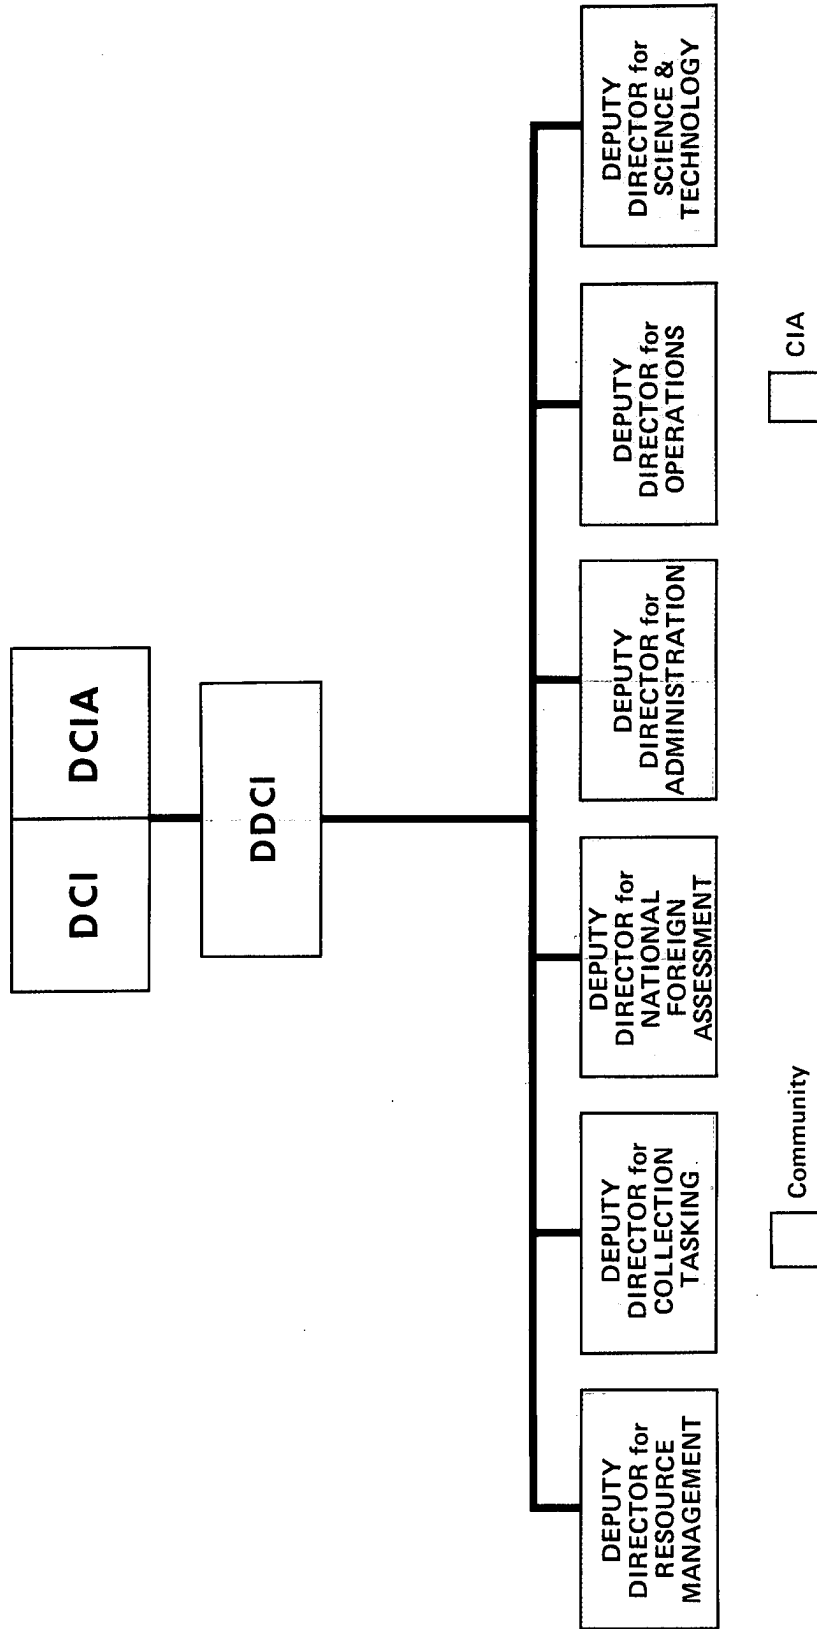 DCI
DCIA
DDCI
DEPUTY
DIRECTOR for
RESOURCE
MANAGEMENT
DEPUTY
DIRECTOR for
COLLECTION
TASKING
DEPUTY
DIRECTOR for
NATIONAL
FOREIGN
ASSESSMENT
DEPUTY
DIRECTOR for
ADMINISTRATION
DEPUTY
DIRECTOR for
OPERATIONS
DEPUTY
DIRECTOR for
SCIENCE &
TECHNOLOGY
Community
CIA